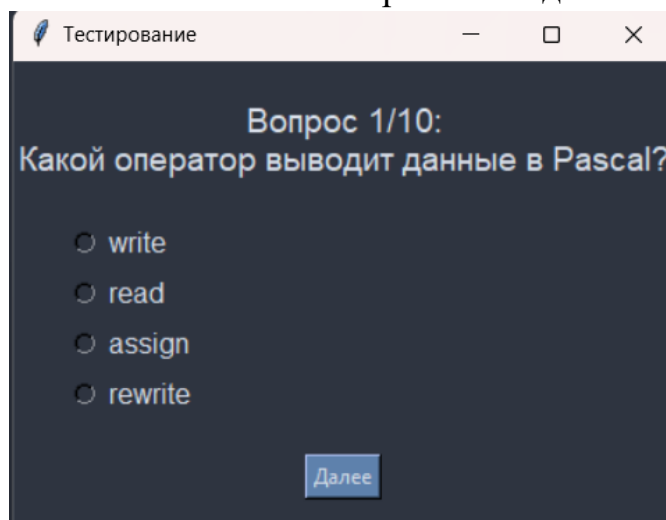 Тестирование
Вопрос 1/10:
Какой оператор выводит данные в Pascal?
write
read
assign
rewrite
Далее